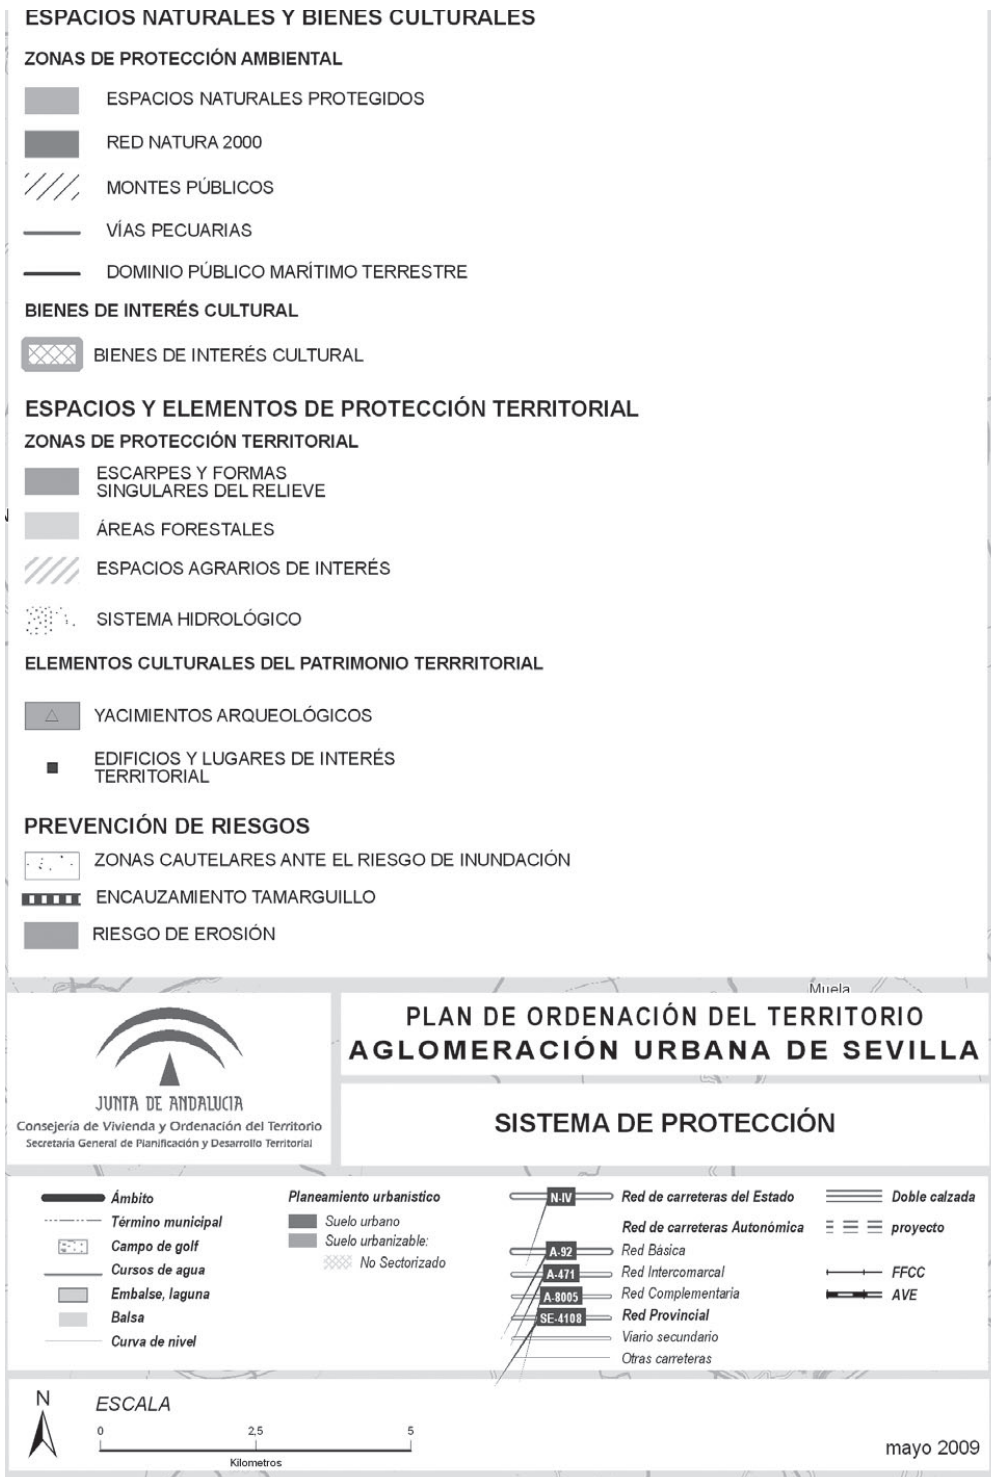 ESPACIOS NATURALES Y BIENES CULTURALES
ZONAS DE PROTECCIÓN AMBIENTAL
ESPACIOS NATURALES PROTEGIDOS
RED NATURA 2000
MONTES PÚBLICOS
VÍAS PECUARIAS
DOMINIO PÚBLICO MARÍTIMO TERRESTRE
BIENES DE INTERÉS CULTURAL
BIENES DE INTERÉS CULTURAL
ESPACIOS Y ELEMENTOS DE PROTECCIÓN TERRITORIAL
ZONAS DE PROTECCIÓN TERRITORIAL
ESCARPES Y FORMAS
SINGULARES DEL RELIEVE
ÁREAS FORESTALES
ESPACIOS AGRARIOS DE INTERÉS
SISTEMA HIDROLÓGICO
ELEMENTOS CULTURALES DEL PATRIMONIO TERRRITORIAL
YACIMIENTOS ARQUEOLÓGICOS
EDIFICIOS Y LUGARES DE INTERÉS
TERRITORIAL
PREVENCIÓN DE RIESGOS
ZONAS CAUTELARES ANTE EL RIESGO DE INUNDACIÓN
ENCAUZAMIENTO TAMARGUILLO
RIESGO DE EROSIÓN
Muela
JUNTA DE ANDALUCIA
Consejería de Vivienda y Ordenación del Territorio
Secretaría General de Planificación y Desarrollo Territorial
PLAN DE ORDENACIÓN DEL TERRITORIO
AGLOMERACIÓN URBANA DE SEVILLA
SISTEMA DE PROTECCIÓN
Ámbito
Término municipal
Campo de golf
Cursos de agua
Embalse, laguna
Balsa
Curva de nivel
Planeamiento urbanístico
Suelo urbano
Suelo urbanizable:
No Sectorizado
N-IV Red de carreteras del Estado
Red de carreteras Autonómica
A-92 Red Básica
A-471 Red Intercomarcal
A-8005 Red Complementaria
SE-4108 Red Provincial
Viario secundario
Otras carreteras
Doble calzada
proyecto
FFCC
AVE
N
ESCALA
0 2,5 5
Kilometros
mayo 2009